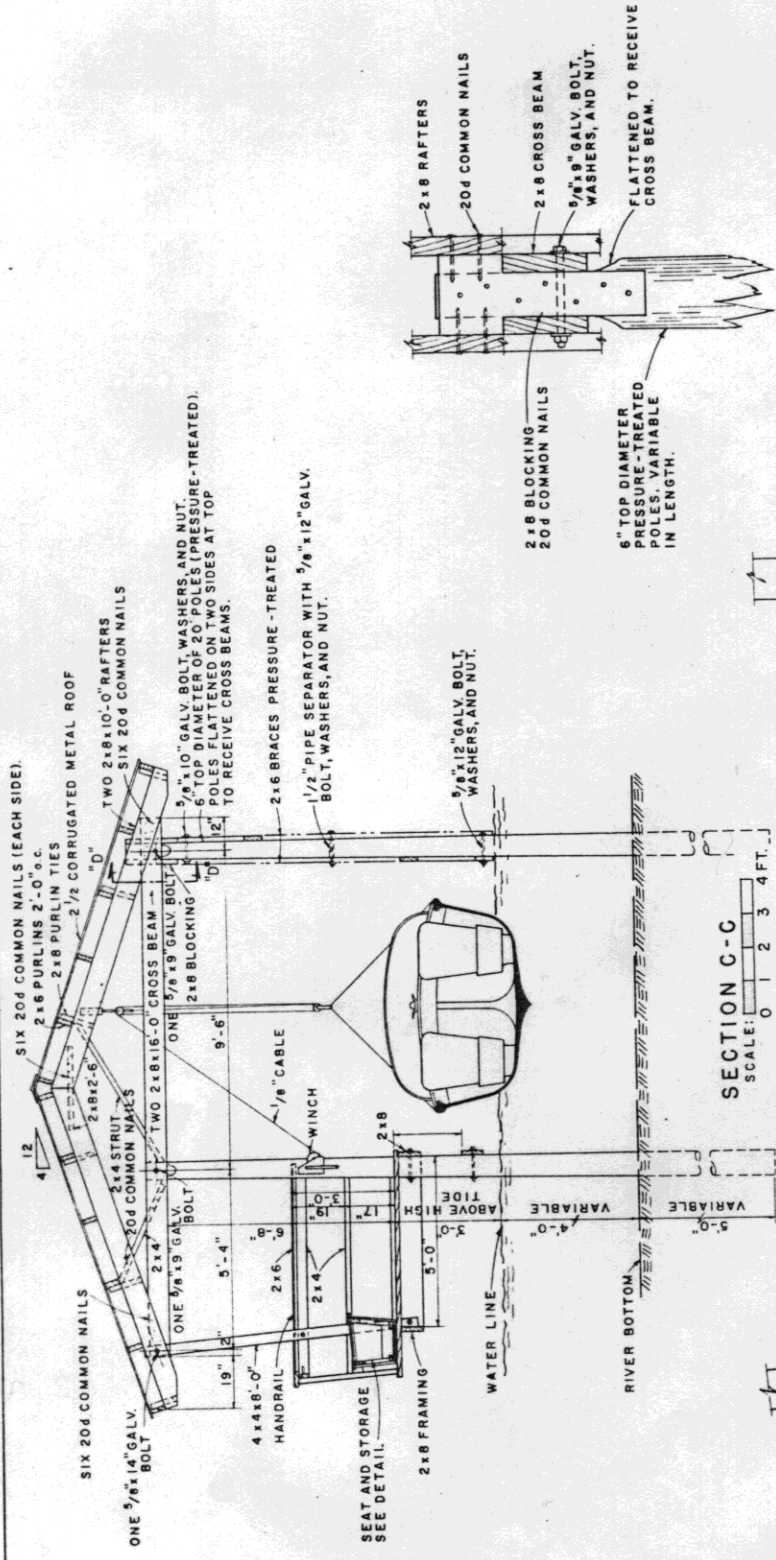 SIX 20d COMMON NAILS (EACH SIDE).
2 x 6 PURLINS 2'-0" o.c.
2 x 8 PURLIN TIES
2 1/2 CORRUGATED METAL ROOF
"D"
TWO 2 x 8 x 10'-0" RAFTERS
SIX 20d COMMON NAILS
5/8" x 10" GALV. BOLT, WASHERS, AND NUT.
6" TOP DIAMETER OF 20' POLES (PRESSURE-TREATED).
POLES FLATTENED ON TWO SIDES AT TOP
TO RECEIVE CROSS BEAMS.
2 x 6 BRACES PRESSURE-TREATED
1 1/2" PIPE SEPARATOR WITH 5/8" x 12" GALV.
BOLT, WASHERS, AND NUT.
5/8" x 12" GALV. BOLT,
WASHERS, AND NUT.
12
4
SIX 20d COMMON NAILS
ONE 5/8" x 14" GALV.
BOLT
2 x 8 x 2'-6"
2 x 4 STRUT
20d COMMON NAILS
2 x 4
TWO 2 x 8 x 16'-0" CROSS BEAM
ONE 5/8" x 9" GALV. BOLT
2 x 8 BLOCKING
"D"
12"
ONE 5/8 x 9" GALV.
BOLT
19"
2"
5'-4"
9'-6"
1/8" CABLE
WINCH
4 x 4 x 8'-0"
HANDRAIL
2 x 6
2 x 4
6'-8"
19"
3'-0"
17"
SEAT AND STORAGE
SEE DETAIL.
2 x 8 FRAMING
5'-0"
2 x 8
3'-0"
ABOVE HIGH
TIDE
WATER LINE
4'-0"
VARIABLE
RIVER BOTTOM
5'-0"
VARIABLE
SECTION C-C
SCALE:
0 1 2 3 4 FT.
2 x 8 RAFTERS
20d COMMON NAILS
2 x 8 CROSS BEAM
5/8" x 9" GALV. BOLT,
WASHERS, AND NUT.
FLATTENED TO RECEIVE
CROSS BEAM.
2 x 8 BLOCKING
20d COMMON NAILS
6" TOP DIAMETER
PRESSURE-TREATED
POLES. VARIABLE
IN LENGTH.